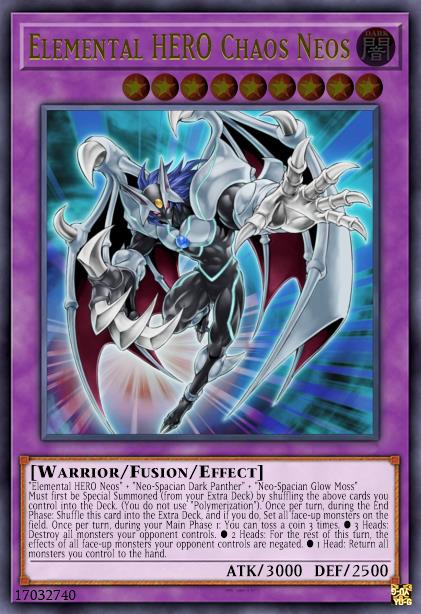 Elemental HERO Chaos Neos
DARK
闇
[Warrior/Fusion/Effect]
"Elemental HERO Neos" + "Neo-Spacian Dark Panther" + "Neo-Spacian Glow Moss"
Must first be Special Summoned (from your Extra Deck) by shuffling the above cards you
control into the Deck. (You do not use "Polymerization"). Once per turn, during the End
Phase: Shuffle this card into the Extra Deck, and if you do, Set all face-up monsters on the
field. Once per turn, during your Main Phase 1: You can toss a coin 3 times. ● 3 Heads:
Destroy all monsters your opponent controls. ● 2 Heads: For the rest of this turn, the
effects of all face-up monsters your opponent controls are negated. ● 1 Head: Return all
monsters you control to the hand.
ATK/3000 DEF/2500
17032740